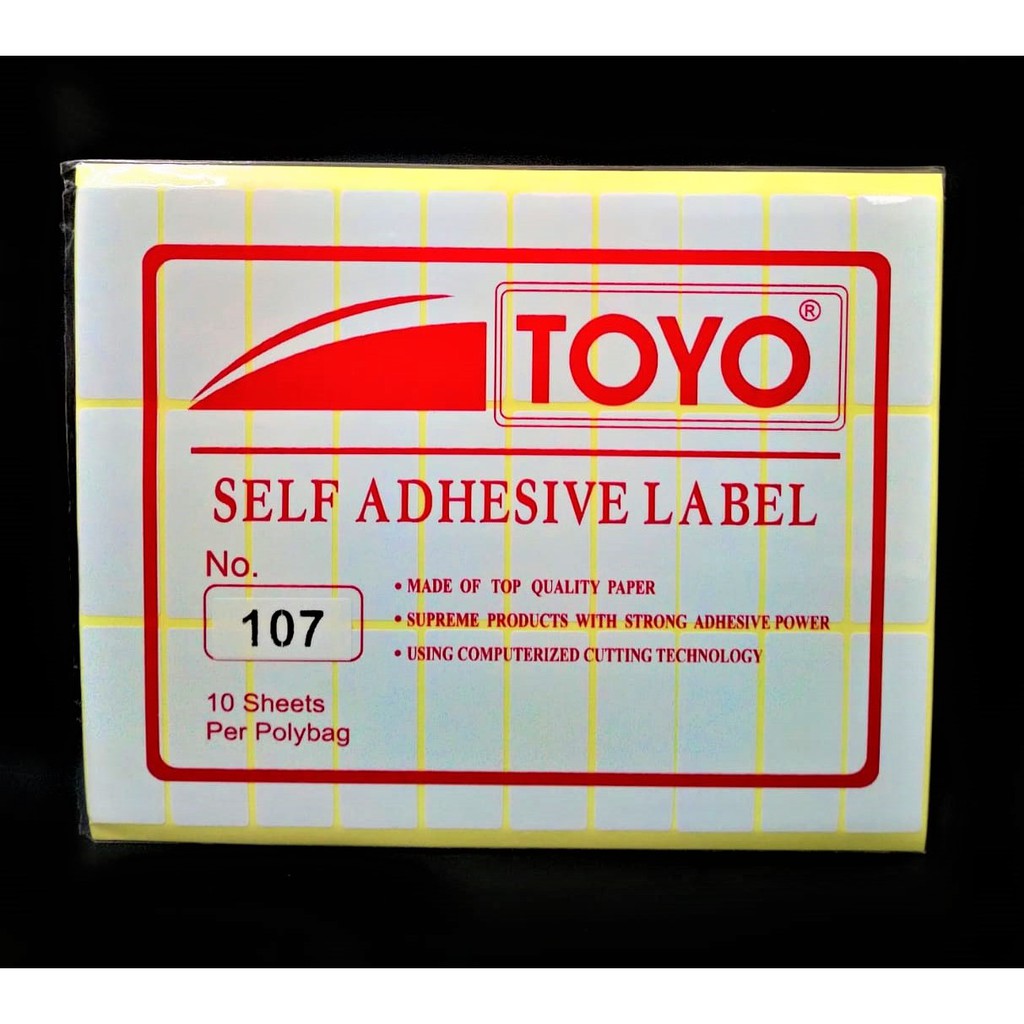 TOYO®
SELF ADHESIVE LABEL
No.
107
• MADE OF TOP QUALITY PAPER
• SUPREME PRODUCTS WITH STRONG ADHESIVE POWER
• USING COMPUTERIZED CUTTING TECHNOLOGY
10 Sheets
Per Polybag